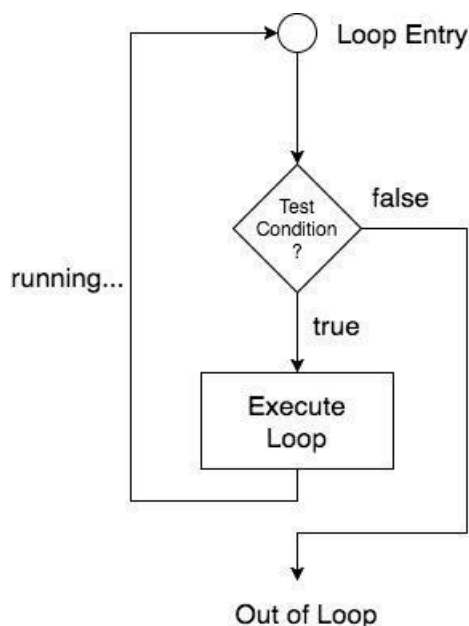 Loop Entry
false
Test
Condition
?
running...
true
Execute
Loop
Out of Loop